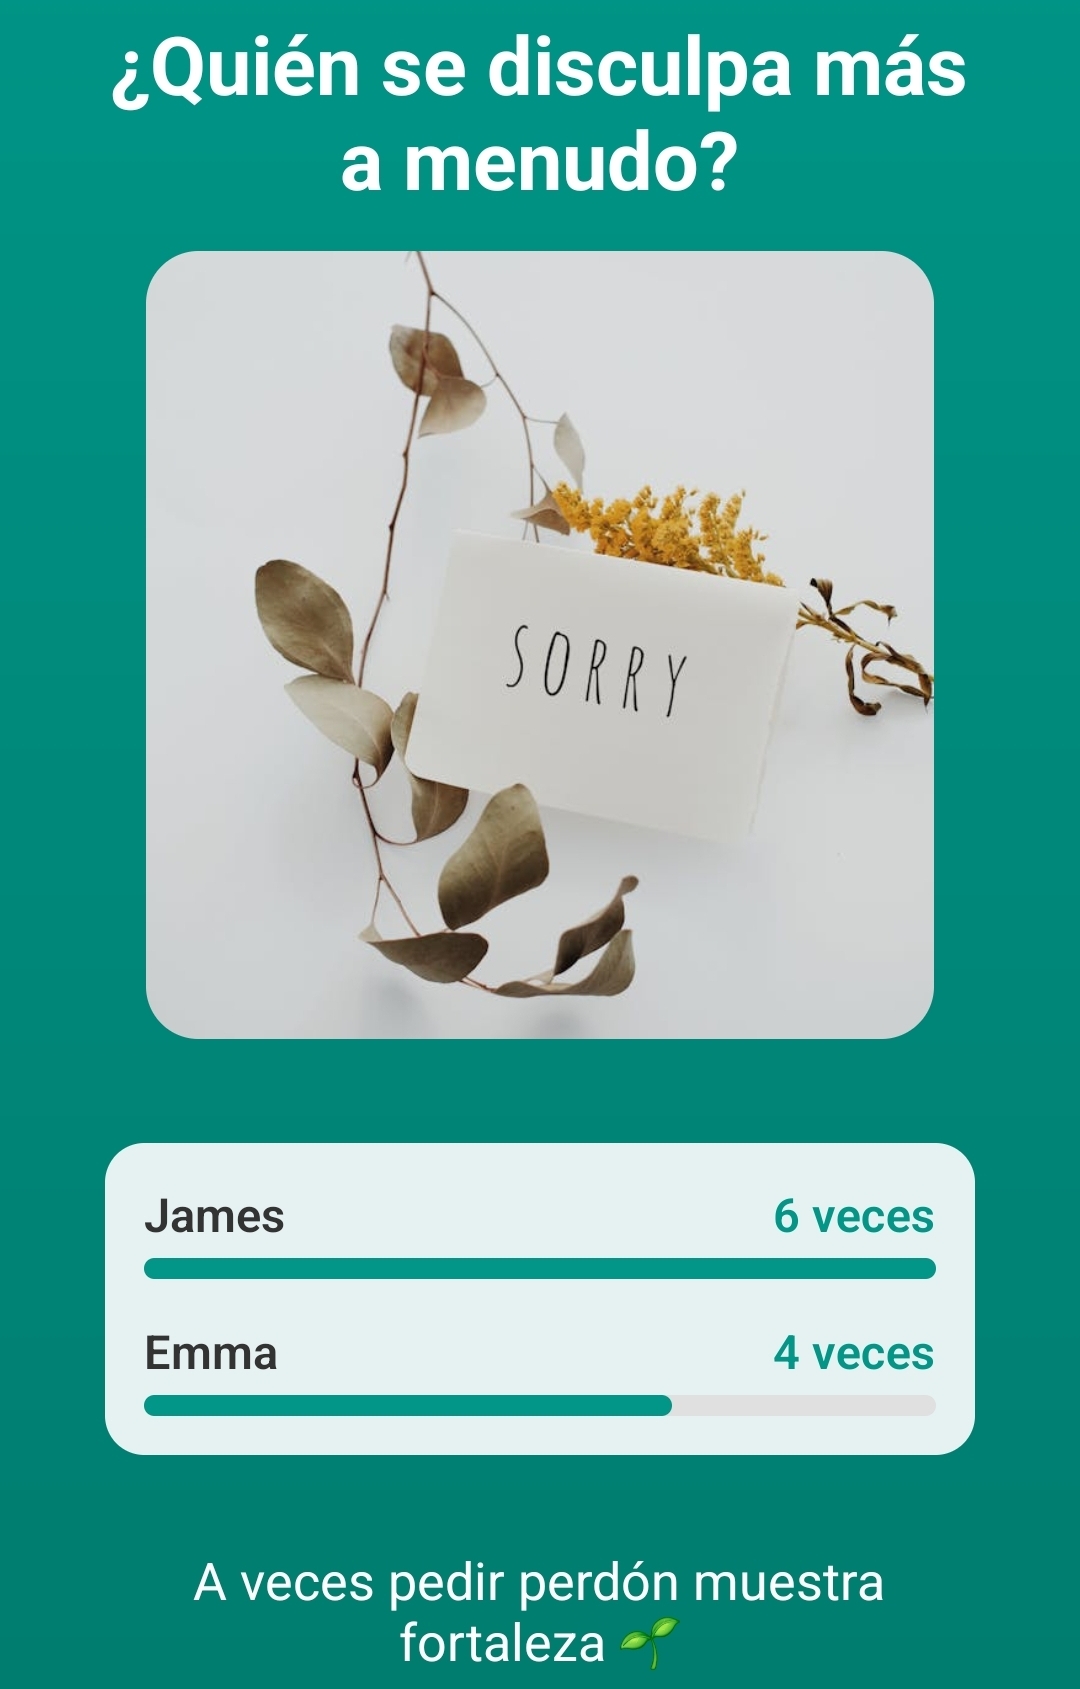 ¿Quién se disculpa más
a menudo?
SORRY
James 6 veces
Emma 4 veces
A veces pedir perdón muestra
fortaleza 🌱